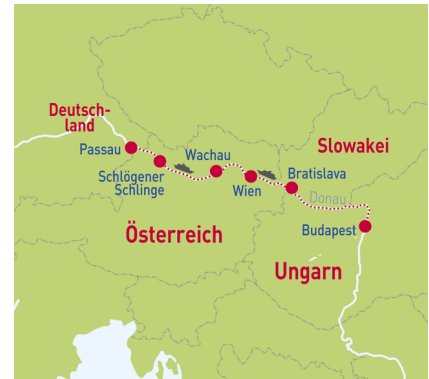 Deutsch-
land
Passau
Schlögener
Schlinge
Wachau
Wien
Slowakei
Bratislava
Donau
Budapest
Österreich
Ungarn